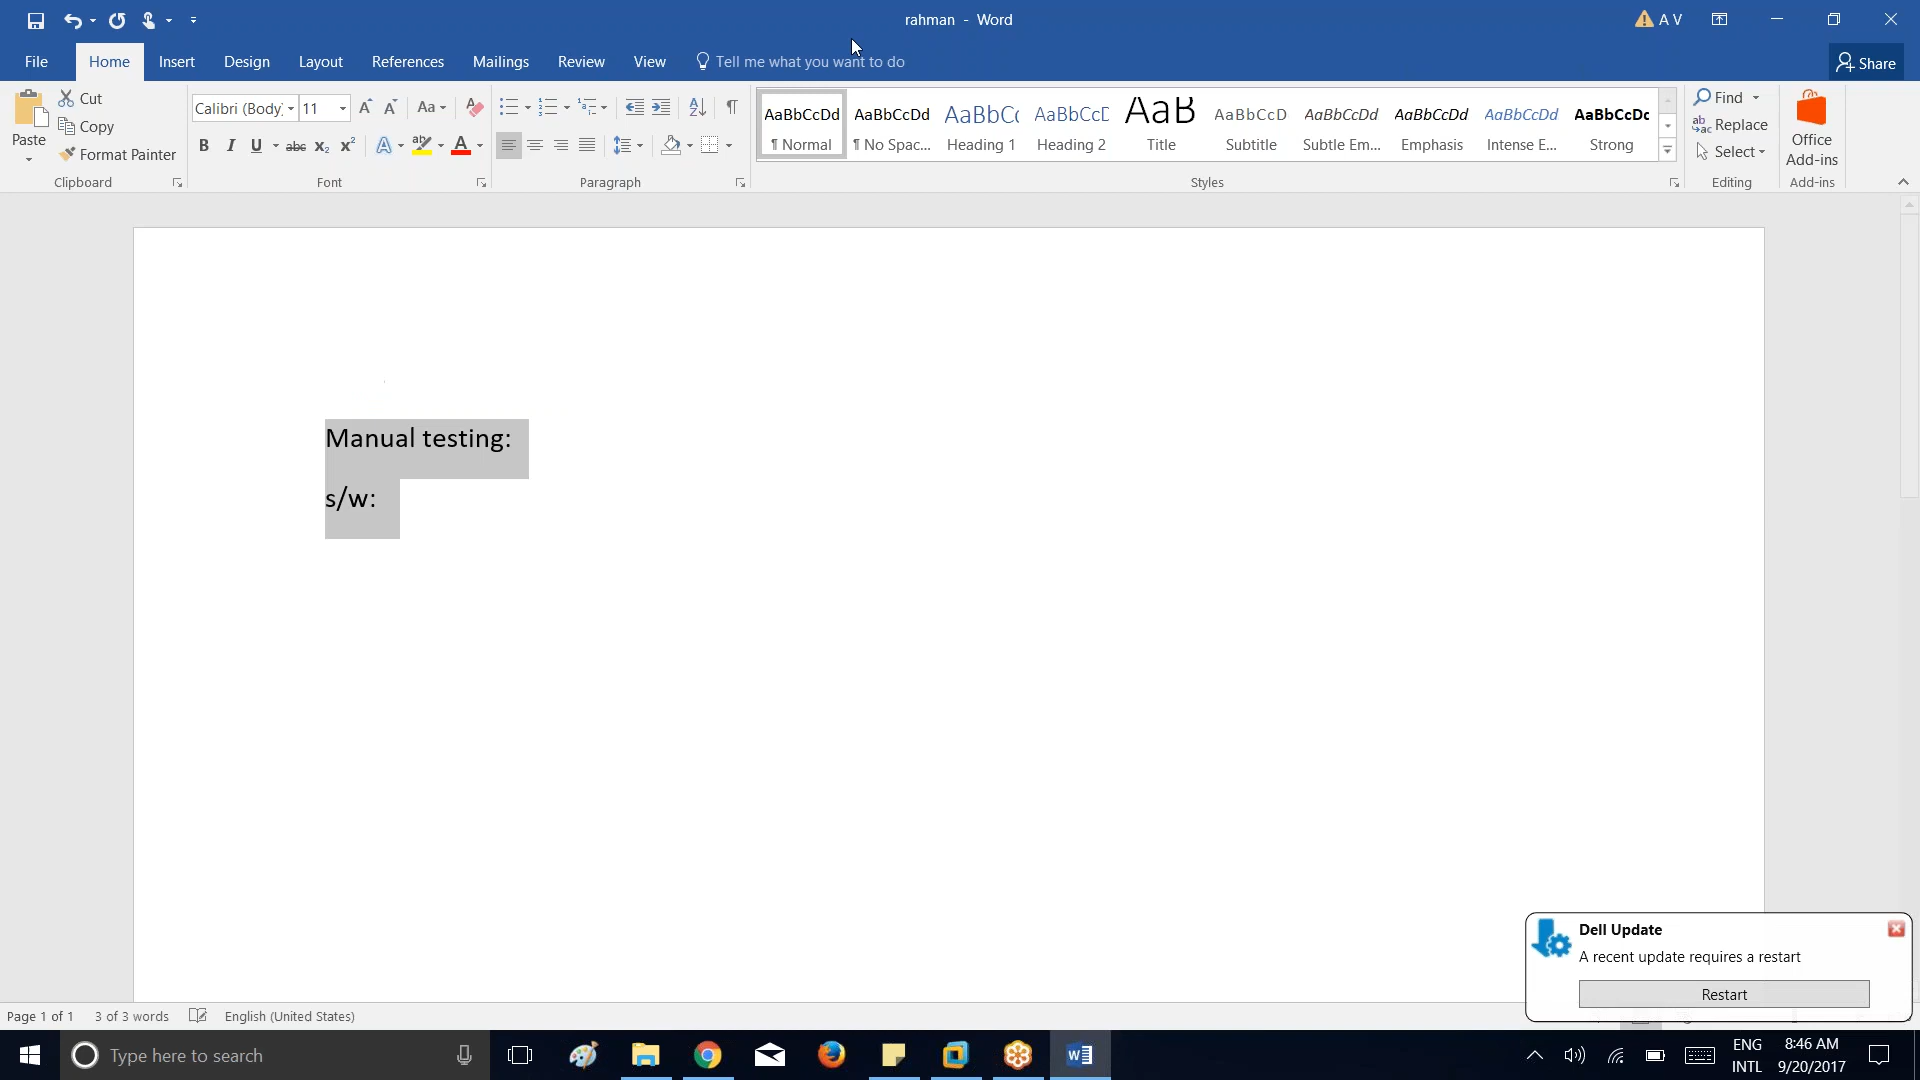 rahman - Word
A V
File Home Insert Design Layout References Mailings Review View Tell me what you want to do
Share
Paste
Cut
Copy
Format Painter
Clipboard
Calibri (Body) 11
Aa
B I U abc X₂ X² A ab A
Font
Paragraph
AaBbCcDd AaBbCcDd AaBbCc AaBbCcD AaB AaBbCcD AaBbCcDd AaBbCcDd AaBbCcDd AaBbCcDc
¶ Normal ¶ No Spac... Heading 1 Heading 2 Title Subtitle Subtle Em... Emphasis Intense E... Strong
Styles
Find
Replace
Select
Editing
Office
Add-ins
Add-ins
Manual testing:
s/w:
Dell Update
A recent update requires a restart
Restart
Page 1 of 1 3 of 3 words English (United States)
Type here to search
ENG
INTL
8:46 AM
9/20/2017